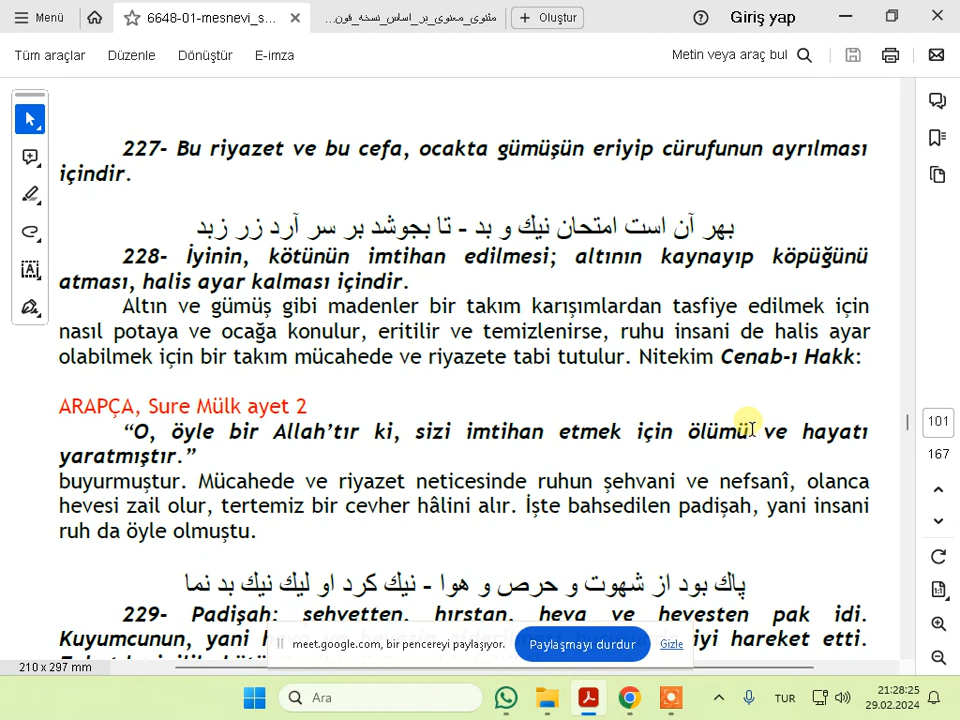 Menü
6648-01-mesnevi_s...
مثنوی_معنوی_بر_اساس_نسخه_قون...
Oluştur
Giriş yap
Tüm araçlar
Düzenle
Dönüştür
E-imza
Metin veya araç bul
227- Bu riyazet ve bu cefa, ocakta gümüşün eriyip cürufunun ayrılması
içindir.
بهر آن است امتحان نيك و بد - تا بجوشد بر سر آرد زر زبد
228- İyinin, kötünün imtihan edilmesi; altının kaynayıp köpüğünü
atması, halis ayar kalması içindir.
Altın ve gümüş gibi madenler bir takım karışımlardan tasfiye edilmek için
nasıl potaya ve ocağa konulur, eritilir ve temizlenirse, ruhu insani de halis ayar
olabilmek için bir takım mücahede ve riyazete tabi tutulur. Nitekim Cenab-ı Hakk:
ARAPÇA, Sure Mülk ayet 2
“O, öyle bir Allah’tır ki, sizi imtihan etmek için ölümü ve hayatı
yaratmıştır.”
buyurmuştur. Mücahede ve riyazet neticesinde ruhun şehvani ve nefsanî, olanca
hevesi zail olur, tertemiz bir cevher hâlini alır. İşte bahsedilen padişah, yani insani
ruh da öyle olmuştu.
پاك بود از شهوت و حرص و هوا - نيك كرد او ليك نيك بد نما
229- Padişah; şehvetten, hırstan, heva ve hevesten pak idi.
Kuyumcunun, yani
iyi hareket etti.
101
167
meet.google.com, bir pencereyi paylaşıyor.
Paylaşmayı durdur
Gizle
210 x 297 mm
Ara
TUR
21:28:25
29.02.2024